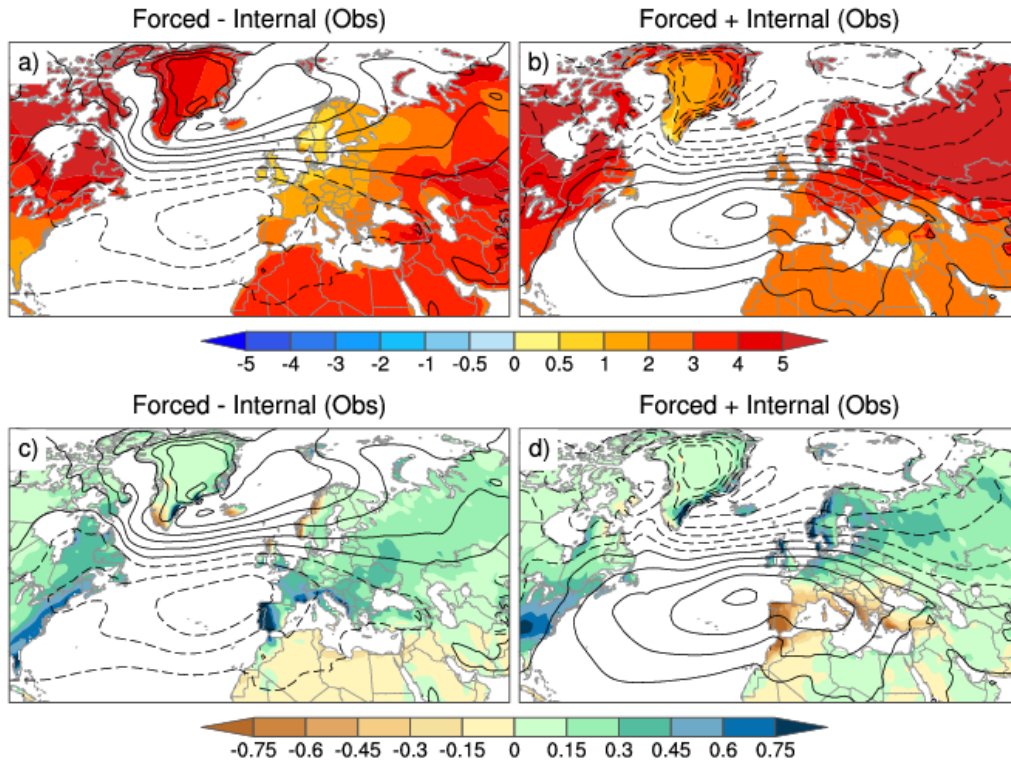 Forced - Internal (Obs)
Forced + Internal (Obs)
a)
b)
-5 -4 -3 -2 -1 -0.5 0 0.5 1 2 3 4 5
Forced - Internal (Obs)
Forced + Internal (Obs)
c)
d)
-0.75 -0.6 -0.45 -0.3 -0.15 0 0.15 0.3 0.45 0.6 0.75